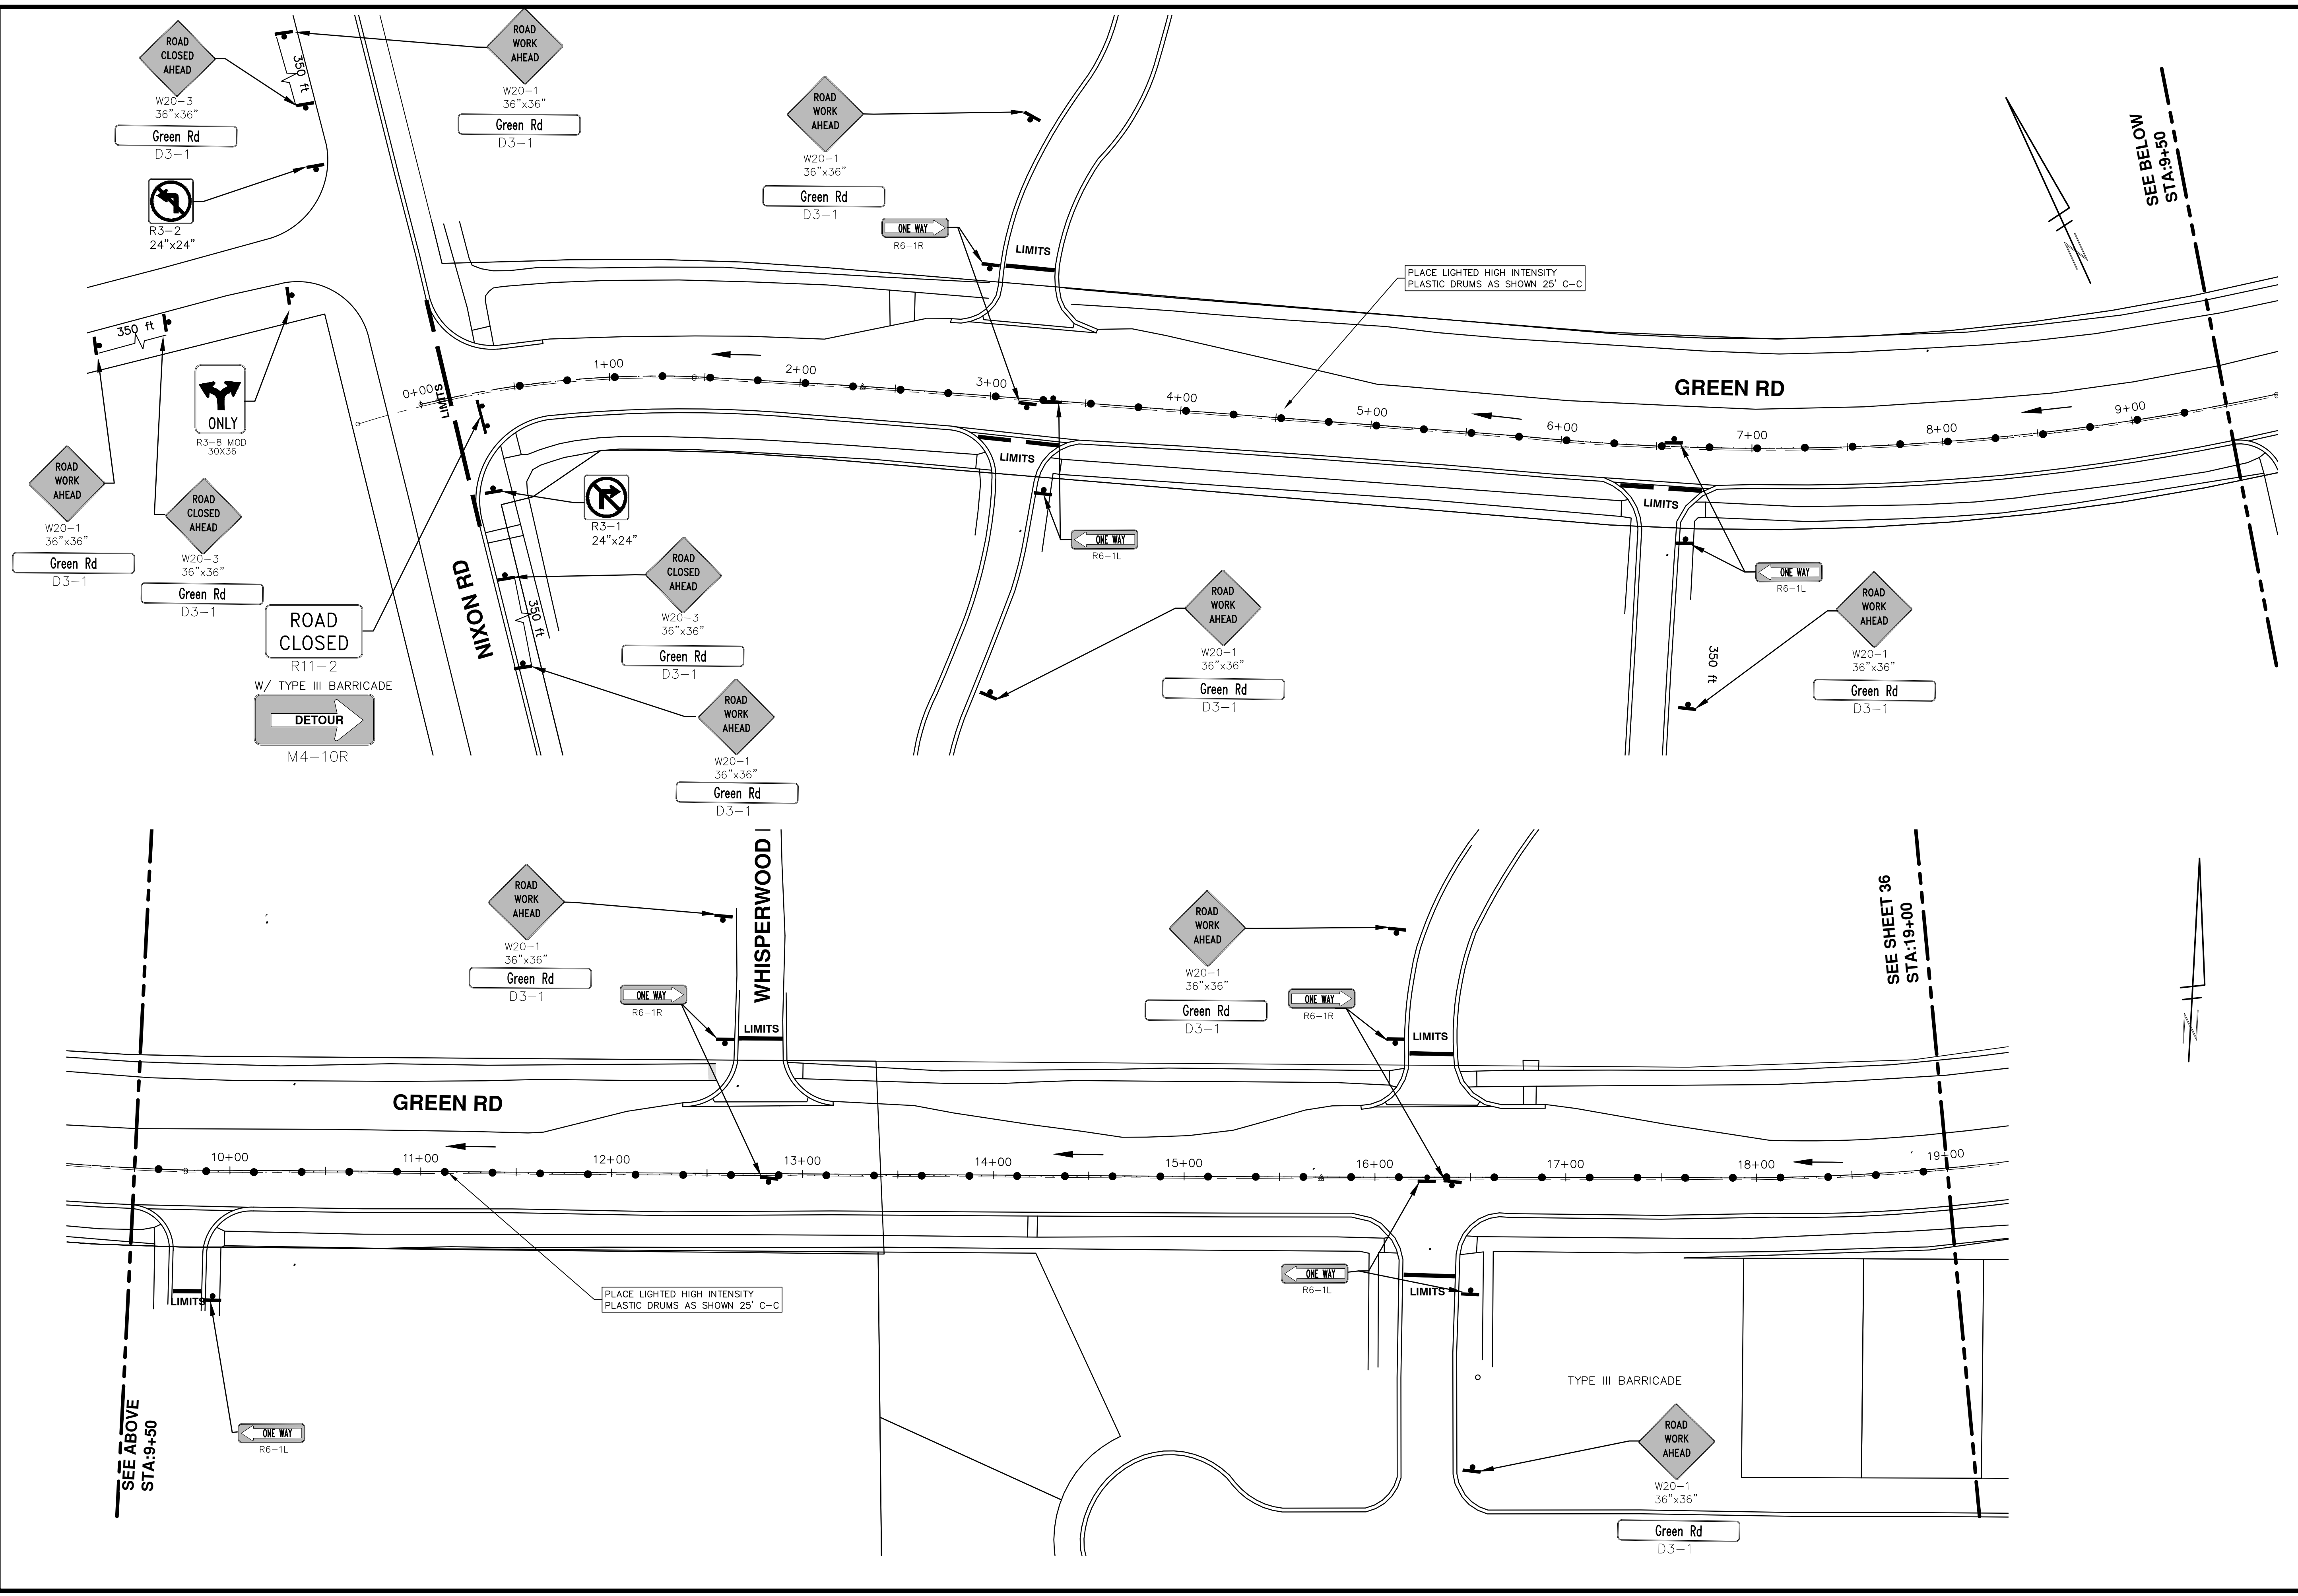 ROAD
CLOSED
AHEAD
W20-3
36"x36"
Green Rd
D3-1
350 ft
ROAD
WORK
AHEAD
W20-1
36"x36"
Green Rd
D3-1
ROAD
WORK
AHEAD
W20-1
36"x36"
Green Rd
D3-1
SEE BELOW
STA:9+50
N
R3-2
24"x24"
ONE WAY
R6-1R
LIMITS
PLACE LIGHTED HIGH INTENSITY
PLASTIC DRUMS AS SHOWN 25' C-C
350 ft
ONLY
R3-8 MOD
30X36
0+00
LIMITS
1+00
2+00
3+00
4+00
5+00
6+00
7+00
8+00
9+00
GREEN RD
ROAD
WORK
AHEAD
W20-1
36"x36"
Green Rd
D3-1
ROAD
CLOSED
AHEAD
W20-3
36"x36"
Green Rd
D3-1
ROAD
CLOSED
R11-2
W/ TYPE III BARRICADE
DETOUR
M4-10R
NIXON RD
R3-1
24"x24"
ROAD
CLOSED
AHEAD
W20-3
36"x36"
Green Rd
D3-1
350 ft
ROAD
WORK
AHEAD
W20-1
36"x36"
Green Rd
D3-1
LIMITS
ONE WAY
R6-1L
ROAD
WORK
AHEAD
W20-1
36"x36"
Green Rd
D3-1
LIMITS
ONE WAY
R6-1L
350 ft
ROAD
WORK
AHEAD
W20-1
36"x36"
Green Rd
D3-1
ROAD
WORK
AHEAD
W20-1
36"x36"
Green Rd
D3-1
WHISPERWOOD
ONE WAY
R6-1R
LIMITS
ROAD
WORK
AHEAD
W20-1
36"x36"
Green Rd
D3-1
ONE WAY
R6-1R
LIMITS
SEE SHEET 36
STA:19+00
N
GREEN RD
10+00
11+00
12+00
13+00
14+00
15+00
16+00
17+00
18+00
19+00
LIMITS
PLACE LIGHTED HIGH INTENSITY
PLASTIC DRUMS AS SHOWN 25' C-C
ONE WAY
R6-1L
LIMITS
SEE ABOVE
STA:9+50
ONE WAY
R6-1L
TYPE III BARRICADE
ROAD
WORK
AHEAD
W20-1
36"x36"
Green Rd
D3-1